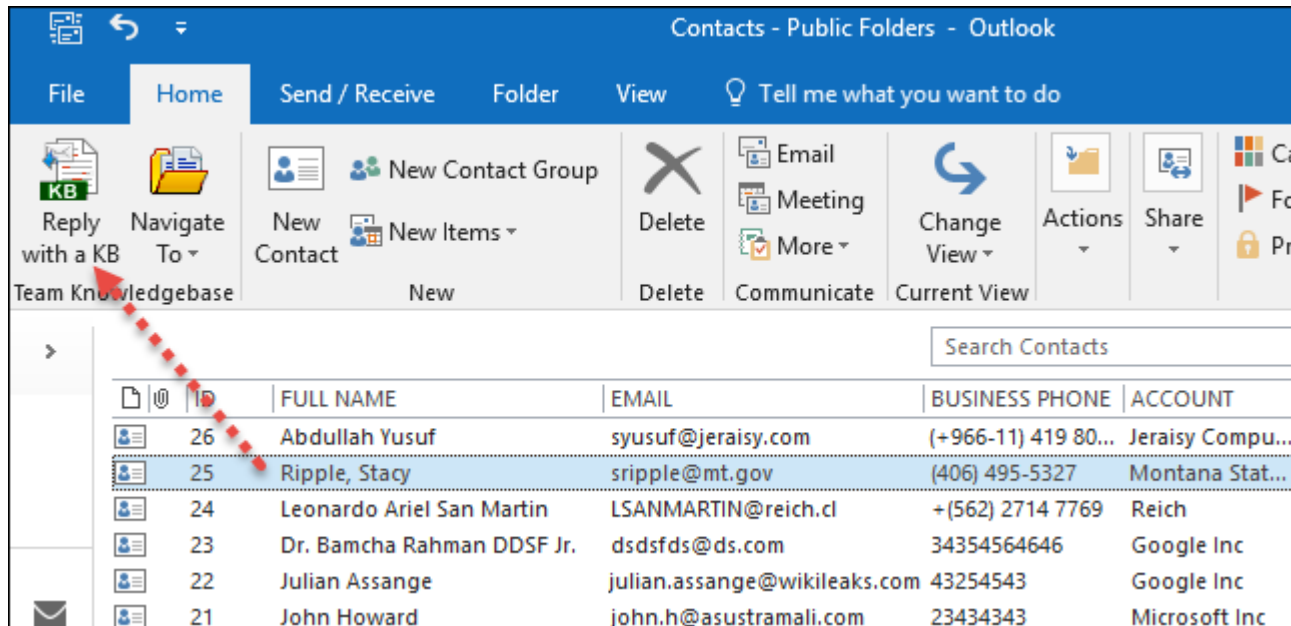 Contacts - Public Folders - Outlook
File Home Send / Receive Folder View Tell me what you want to do
KB
Reply with a KB
Navigate To
New Contact
New Contact Group
New Items
Delete
Email
Meeting
More
Change View
Actions
Share
Ca
Fo
Pr
Team Knowledgebase New Delete Communicate Current View
Search Contacts
ID FULL NAME EMAIL BUSINESS PHONE ACCOUNT
26 Abdullah Yusuf syusuf@jeraisy.com (+966-11) 419 80... Jeraisy Compu...
25 Ripple, Stacy sripple@mt.gov (406) 495-5327 Montana Stat...
24 Leonardo Ariel San Martin LSANMARTIN@reich.cl +(562) 2714 7769 Reich
23 Dr. Bamcha Rahman DDSF Jr. dsdsfds@ds.com 34354564646 Google Inc
22 Julian Assange julian.assange@wikileaks.com 43254543 Google Inc
21 John Howard john.h@asustramali.com 23434343 Microsoft Inc